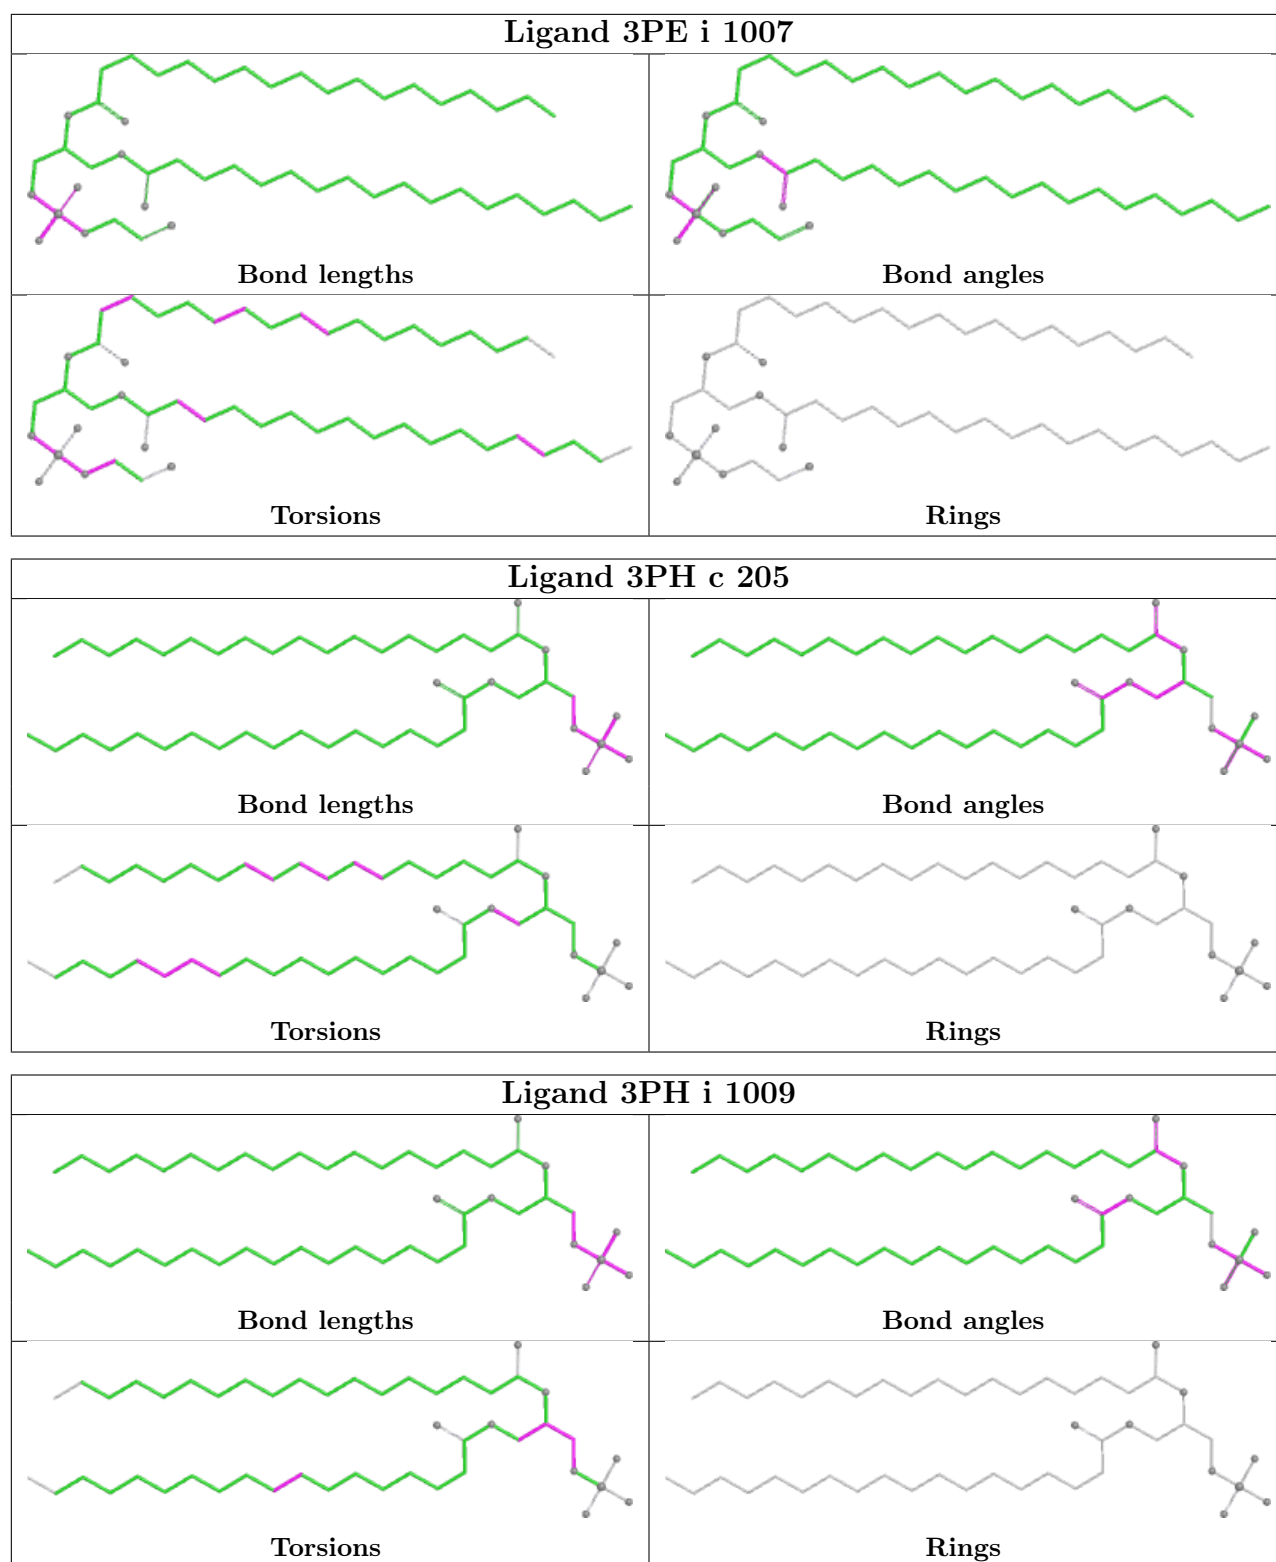 Ligand 3PE i 1007
Bond lengths
Bond angles
Torsions
Rings
Ligand 3PH c 205
Bond lengths
Bond angles
Torsions
Rings
Ligand 3PH i 1009
Bond lengths
Bond angles
Torsions
Rings